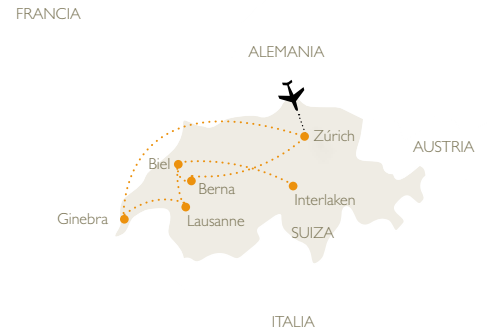 FRANCIA
ALEMANIA
Zúrich
AUSTRIA
Biel
Berna
Interlaken
Ginebra
Lausanne
SUIZA
ITALIA